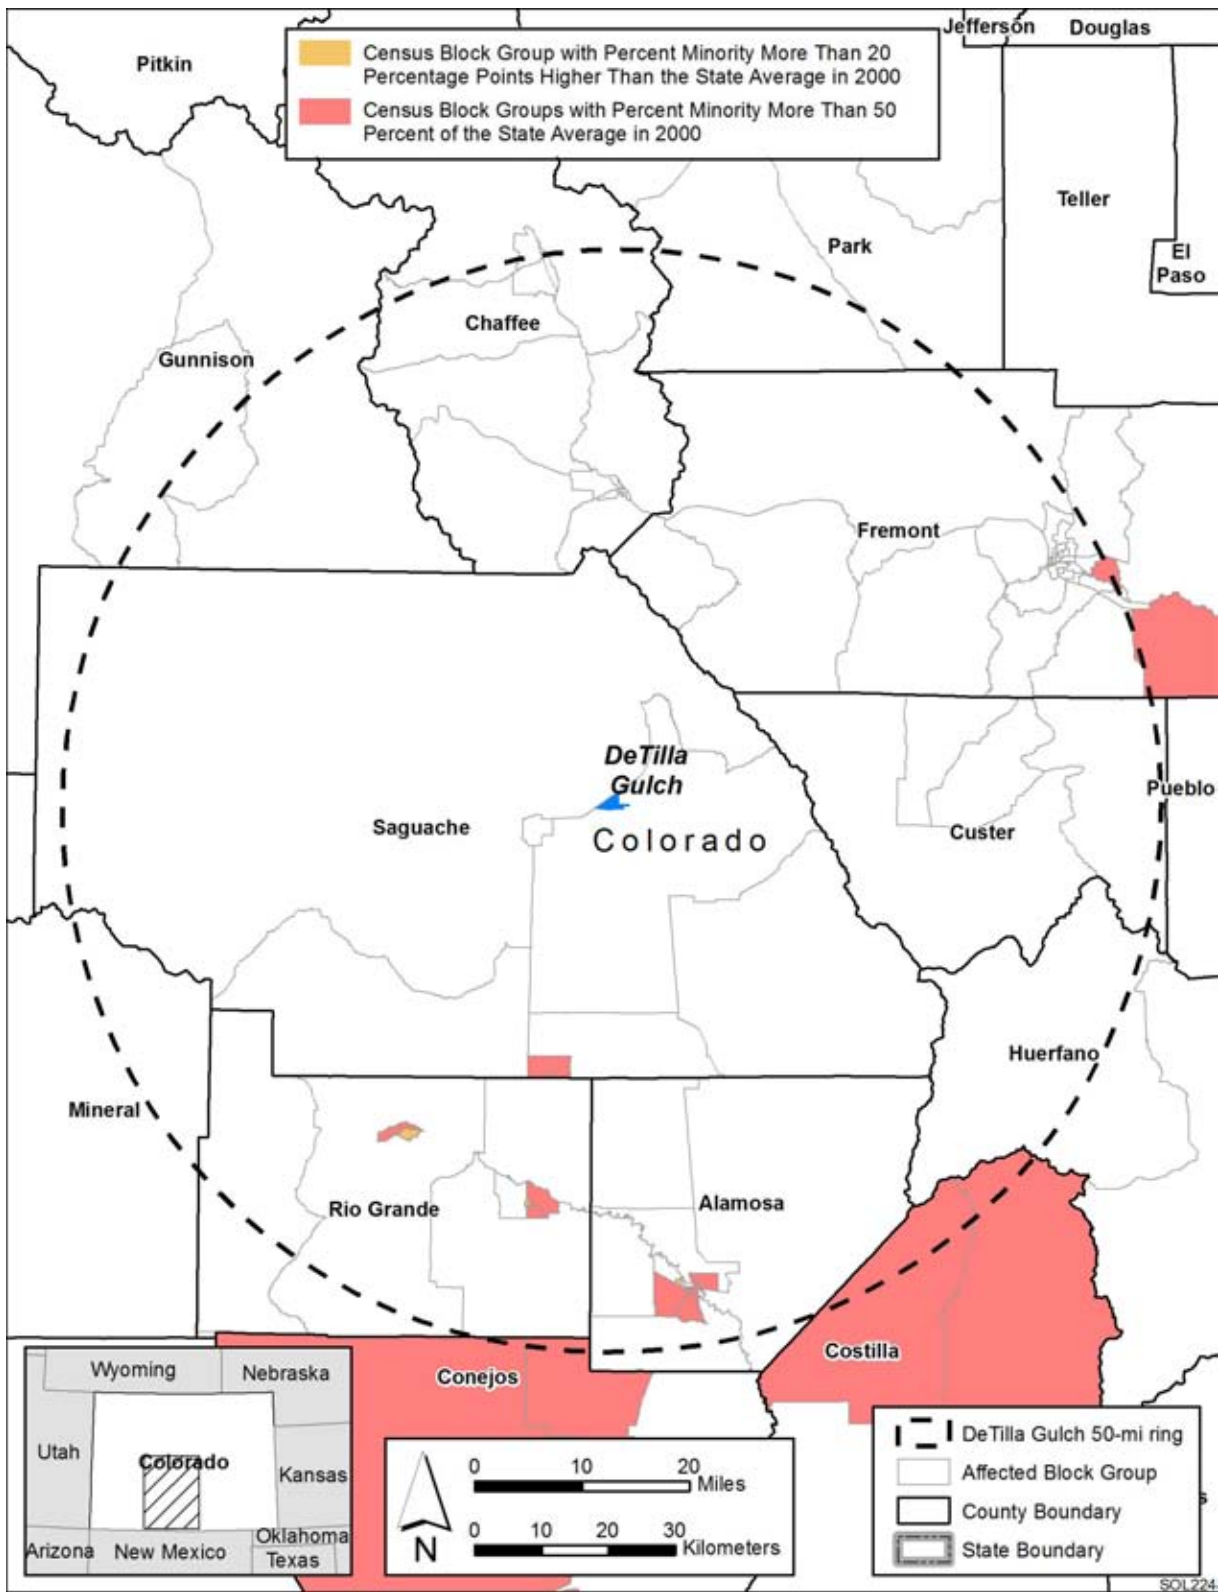 Jefferson
Douglas
Pitkin
Census Block Group with Percent Minority More Than 20
Percentage Points Higher Than the State Average in 2000
Census Block Groups with Percent Minority More Than 50
Percent of the State Average in 2000
Teller
Park
El
Paso
Chaffee
Gunnison
Fremont
DeTilla
Gulch
Pueblo
Saguache
Colorado
Custer
Huerfano
Mineral
Rio Grande
Alamosa
Costilla
Conejos
Wyoming
Nebraska
Utah
Colorado
Kansas
Arizona
New Mexico
Oklahoma
Texas
N
0 10 20
Miles
0 10 20 30
Kilometers
DeTilla Gulch 50-mi ring
Affected Block Group
County Boundary
State Boundary
s
SOL224